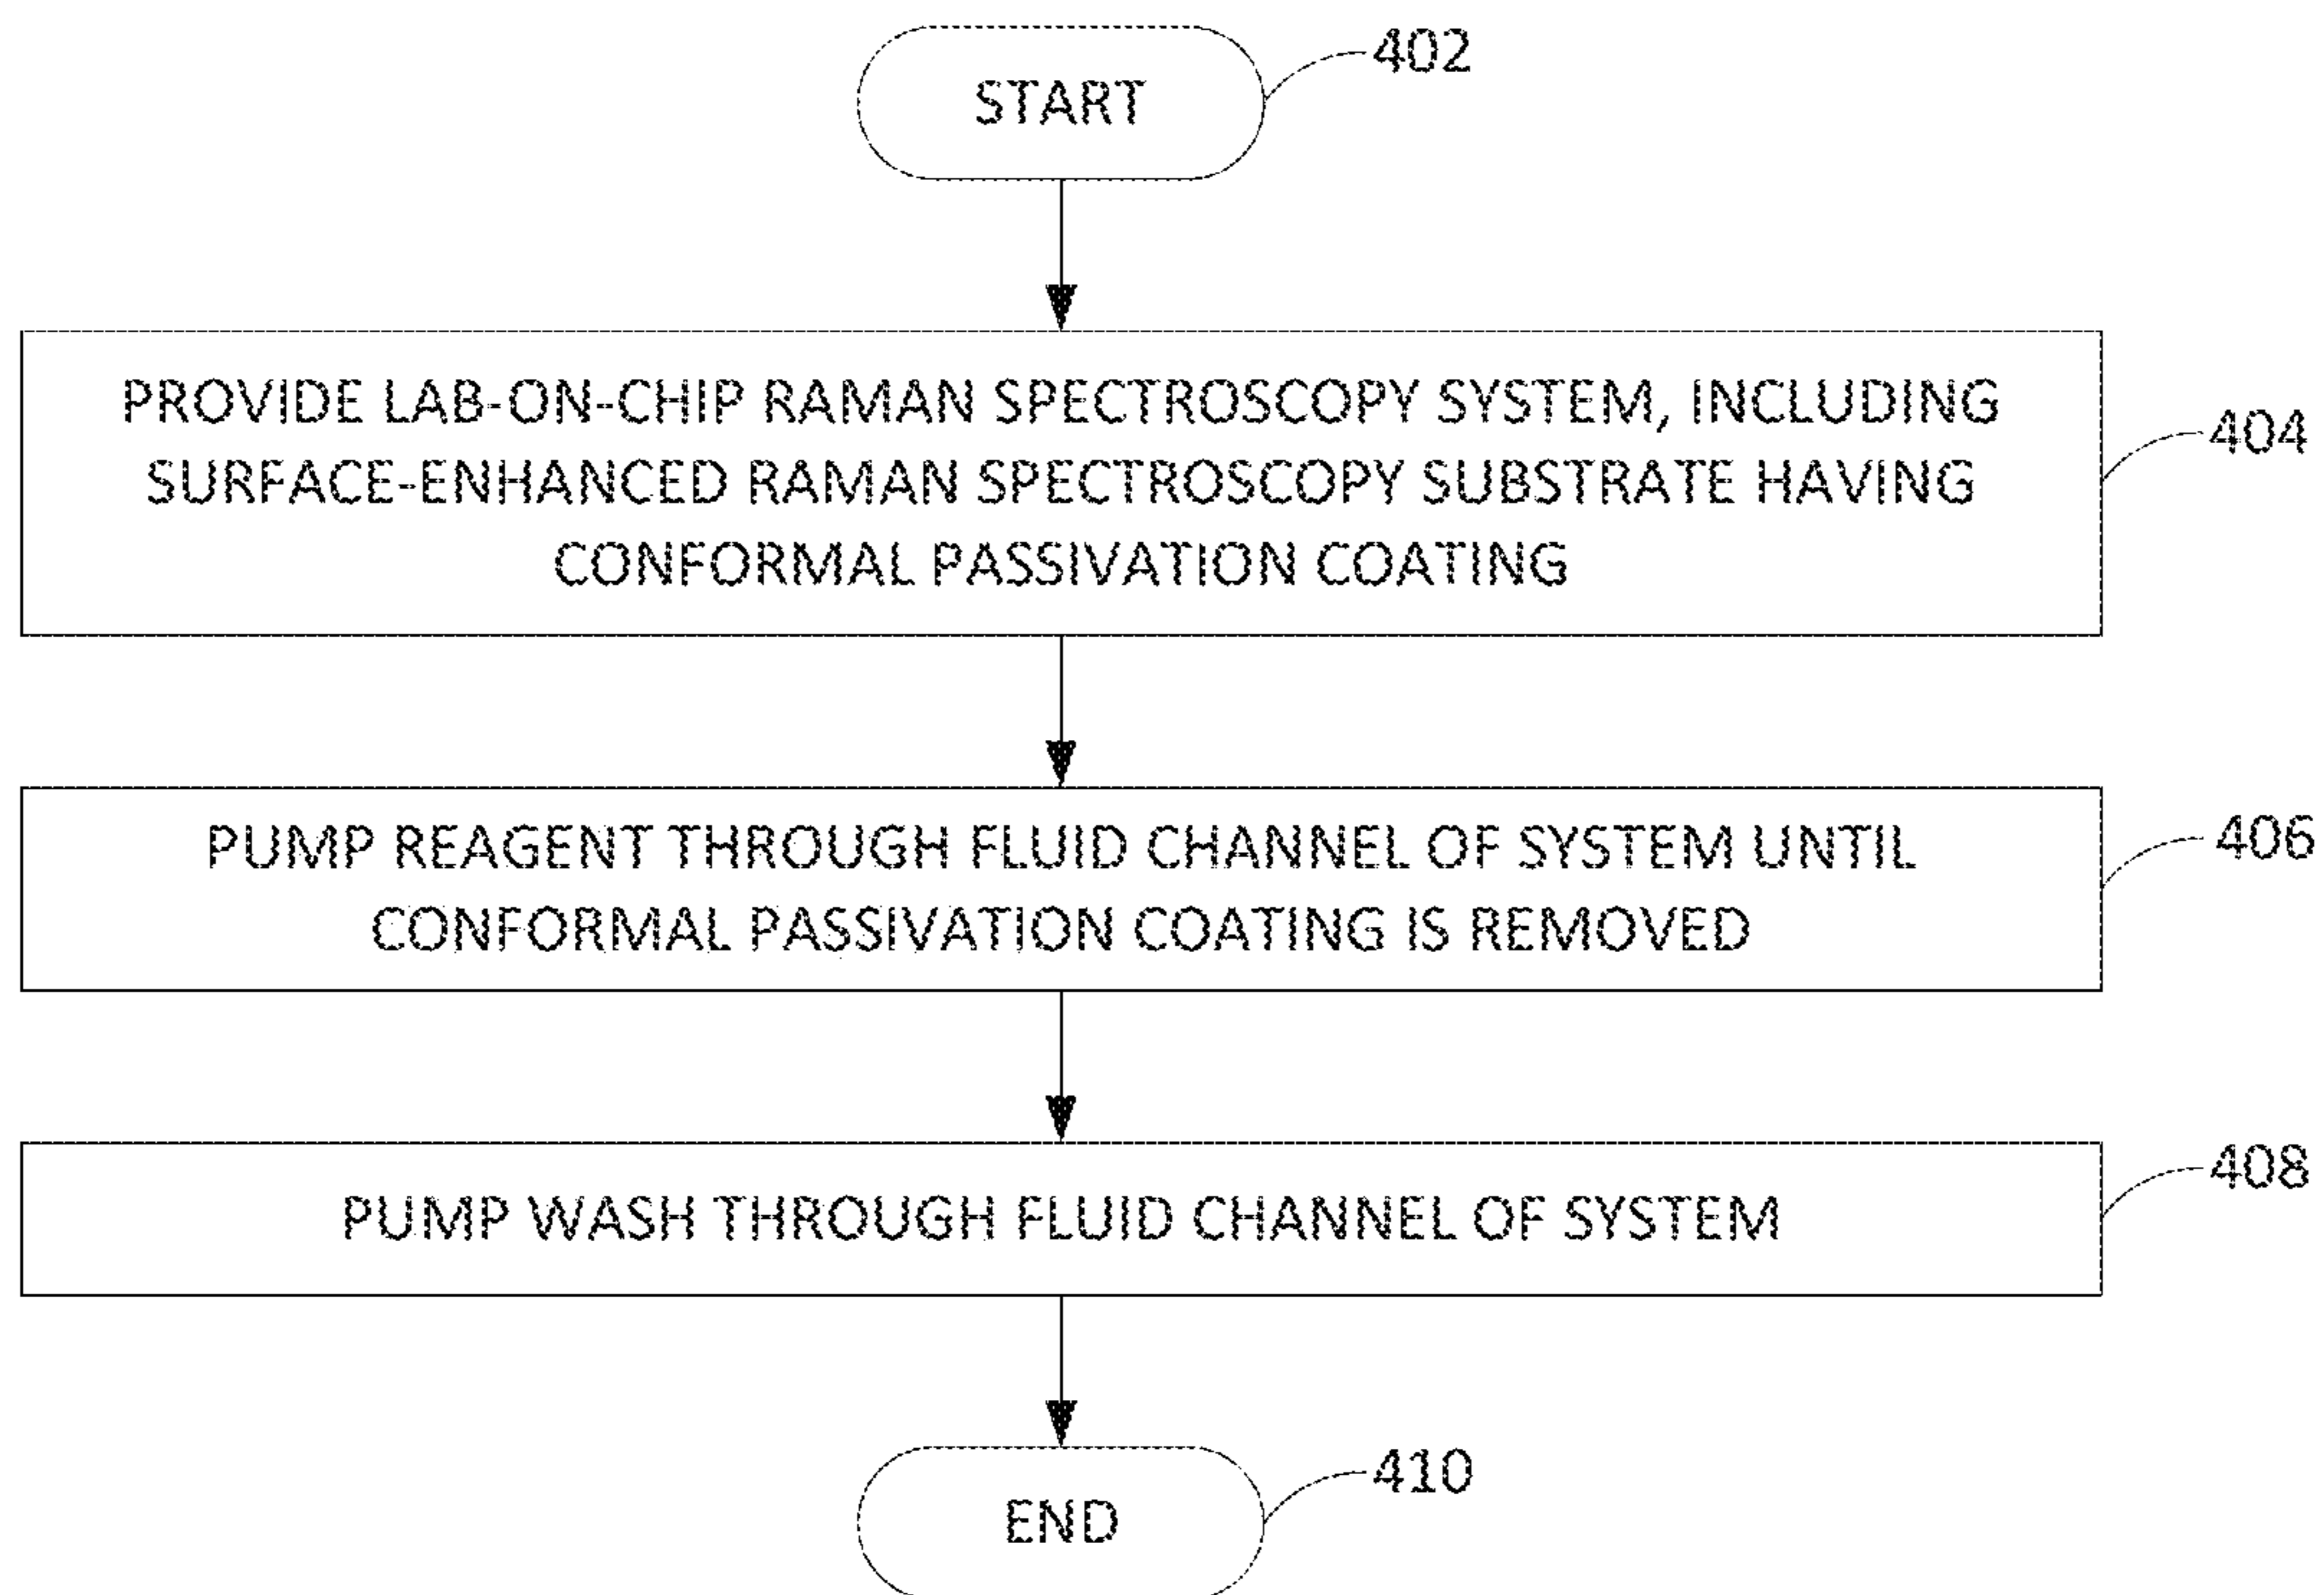 START
402
PROVIDE LAB-ON-CHIP RAMAN SPECTROSCOPY SYSTEM, INCLUDING
SURFACE-ENHANCED RAMAN SPECTROSCOPY SUBSTRATE HAVING
CONFORMAL PASSIVATION COATING
404
PUMP REAGENT THROUGH FLUID CHANNEL OF SYSTEM UNTIL
CONFORMAL PASSIVATION COATING IS REMOVED
406
PUMP WASH THROUGH FLUID CHANNEL OF SYSTEM
408
END
410